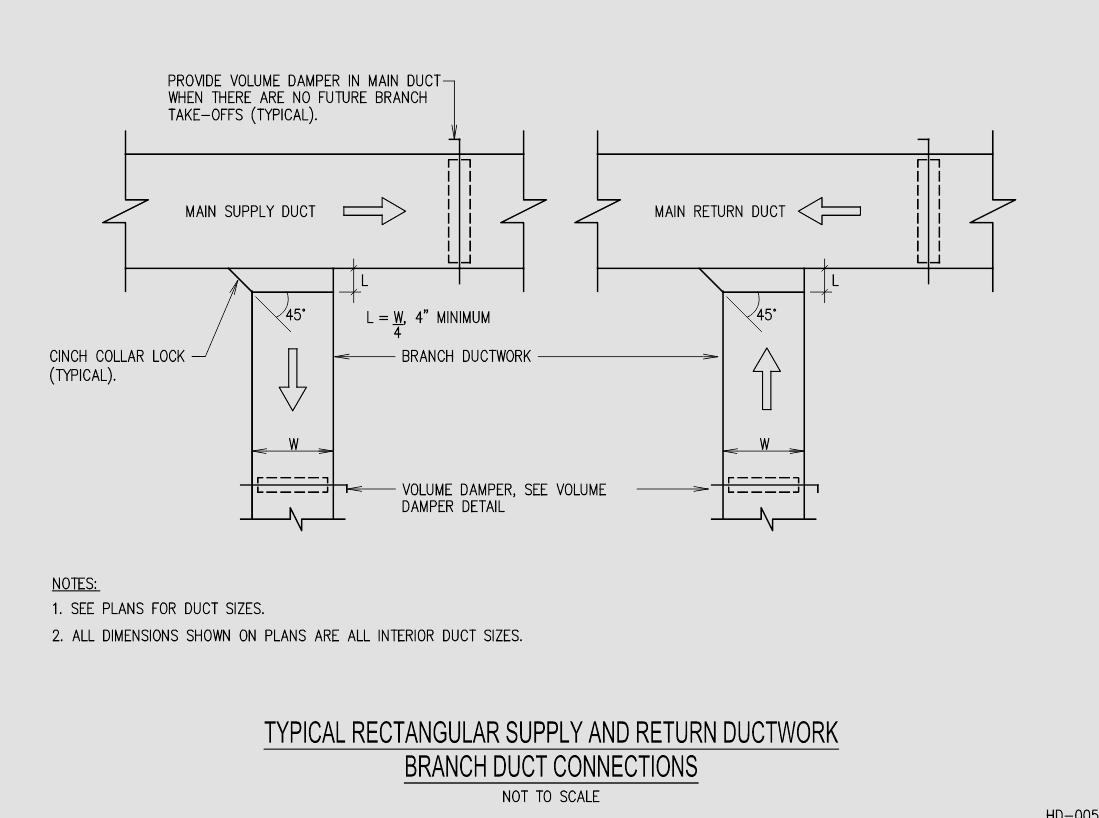 PROVIDE VOLUME DAMPER IN MAIN DUCT
WHEN THERE ARE NO FUTURE BRANCH
TAKE-OFFS (TYPICAL).
MAIN SUPPLY DUCT
MAIN RETURN DUCT
L
L
45°
45°
L = W/4, 4" MINIMUM
CINCH COLLAR LOCK
(TYPICAL).
BRANCH DUCTWORK
W
W
VOLUME DAMPER, SEE VOLUME
DAMPER DETAIL
NOTES:
1. SEE PLANS FOR DUCT SIZES.
2. ALL DIMENSIONS SHOWN ON PLANS ARE ALL INTERIOR DUCT SIZES.
TYPICAL RECTANGULAR SUPPLY AND RETURN DUCTWORK
BRANCH DUCT CONNECTIONS
NOT TO SCALE
HD-005